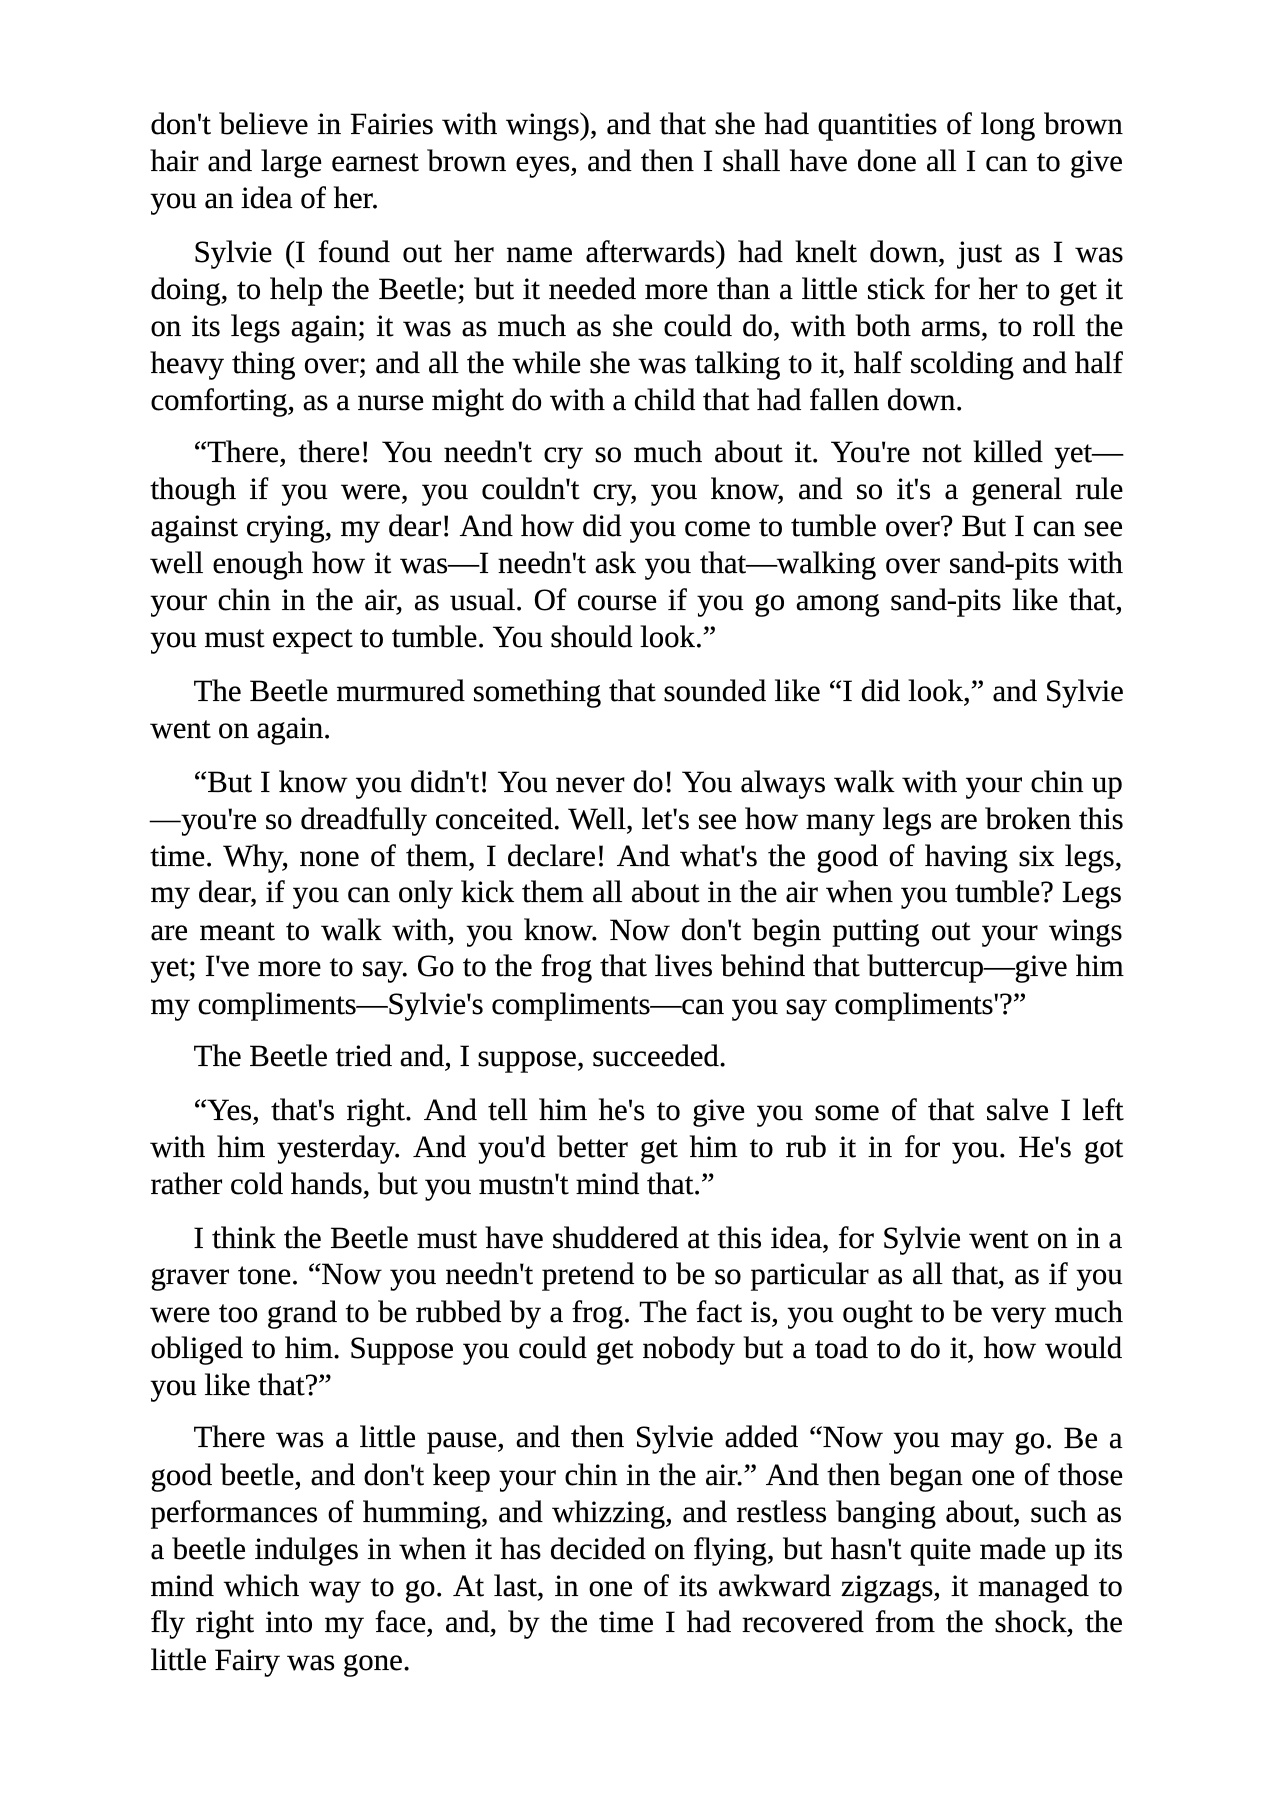 don't believe in Fairies with wings), and that she had quantities of long brown
hair and large earnest brown eyes, and then I shall have done all I can to give
you an idea of her.
Sylvie (I found out her name afterwards) had knelt down, just as I was
doing, to help the Beetle; but it needed more than a little stick for her to get it
on its legs again; it was as much as she could do, with both arms, to roll the
heavy thing over; and all the while she was talking to it, half scolding and half
comforting, as a nurse might do with a child that had fallen down.
“There, there! You needn't cry so much about it. You're not killed yet—
though if you were, you couldn't cry, you know, and so it's a general rule
against crying, my dear! And how did you come to tumble over? But I can see
well enough how it was—I needn't ask you that—walking over sand-pits with
your chin in the air, as usual. Of course if you go among sand-pits like that,
you must expect to tumble. You should look.”
The Beetle murmured something that sounded like “I did look,” and Sylvie
went on again.
“But I know you didn't! You never do! You always walk with your chin up
—you're so dreadfully conceited. Well, let's see how many legs are broken this
time. Why, none of them, I declare! And what's the good of having six legs,
my dear, if you can only kick them all about in the air when you tumble? Legs
are meant to walk with, you know. Now don't begin putting out your wings
yet; I've more to say. Go to the frog that lives behind that buttercup—give him
my compliments—Sylvie's compliments—can you say compliments'?”
The Beetle tried and, I suppose, succeeded.
“Yes, that's right. And tell him he's to give you some of that salve I left
with him yesterday. And you'd better get him to rub it in for you. He's got
rather cold hands, but you mustn't mind that.”
I think the Beetle must have shuddered at this idea, for Sylvie went on in a
graver tone. “Now you needn't pretend to be so particular as all that, as if you
were too grand to be rubbed by a frog. The fact is, you ought to be very much
obliged to him. Suppose you could get nobody but a toad to do it, how would
you like that?”
There was a little pause, and then Sylvie added “Now you may go. Be a
good beetle, and don't keep your chin in the air.” And then began one of those
performances of humming, and whizzing, and restless banging about, such as
a beetle indulges in when it has decided on flying, but hasn't quite made up its
mind which way to go. At last, in one of its awkward zigzags, it managed to
fly right into my face, and, by the time I had recovered from the shock, the
little Fairy was gone.